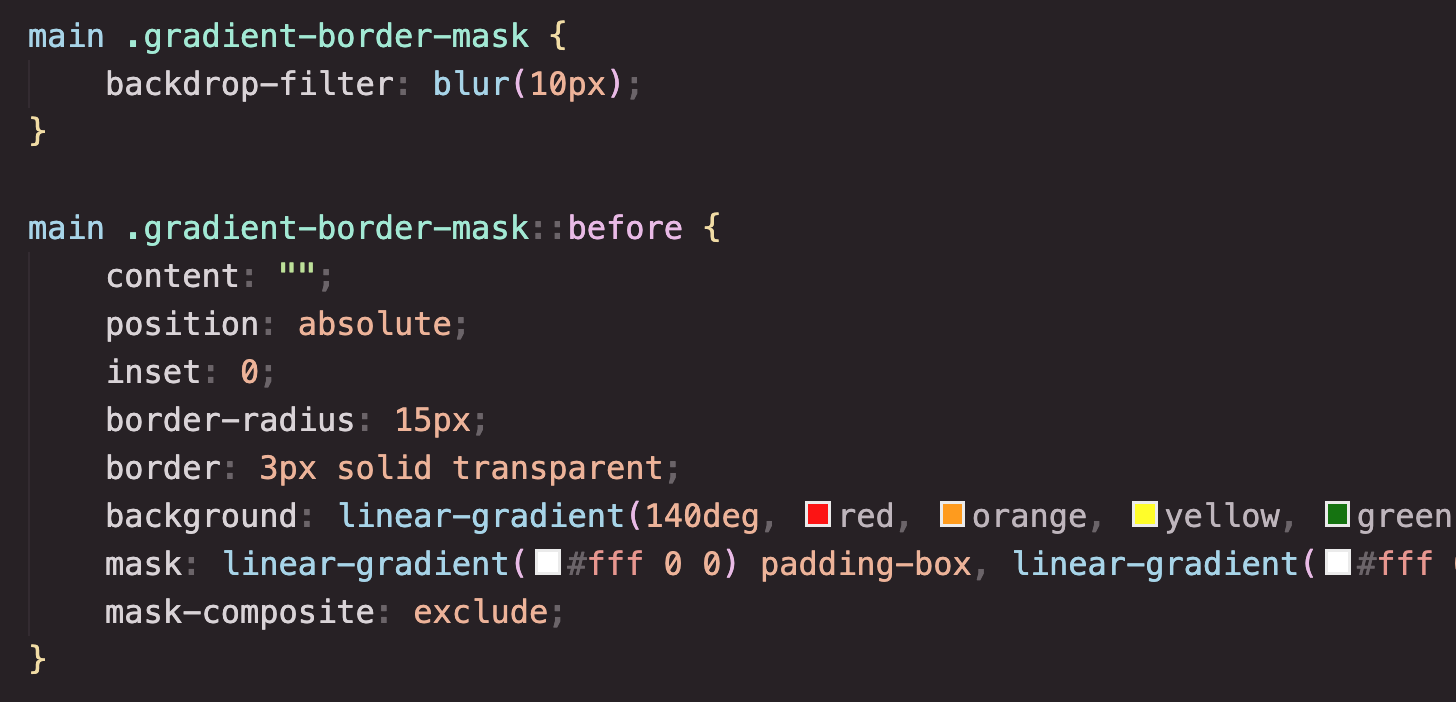 main .gradient-border-mask {
    backdrop-filter: blur(10px);
}

main .gradient-border-mask::before {
    content: "";
    position: absolute;
    inset: 0;
    border-radius: 15px;
    border: 3px solid transparent;
    background: linear-gradient(140deg, red, orange, yellow, green
    mask: linear-gradient(#fff 0 0) padding-box, linear-gradient(#fff
    mask-composite: exclude;
}